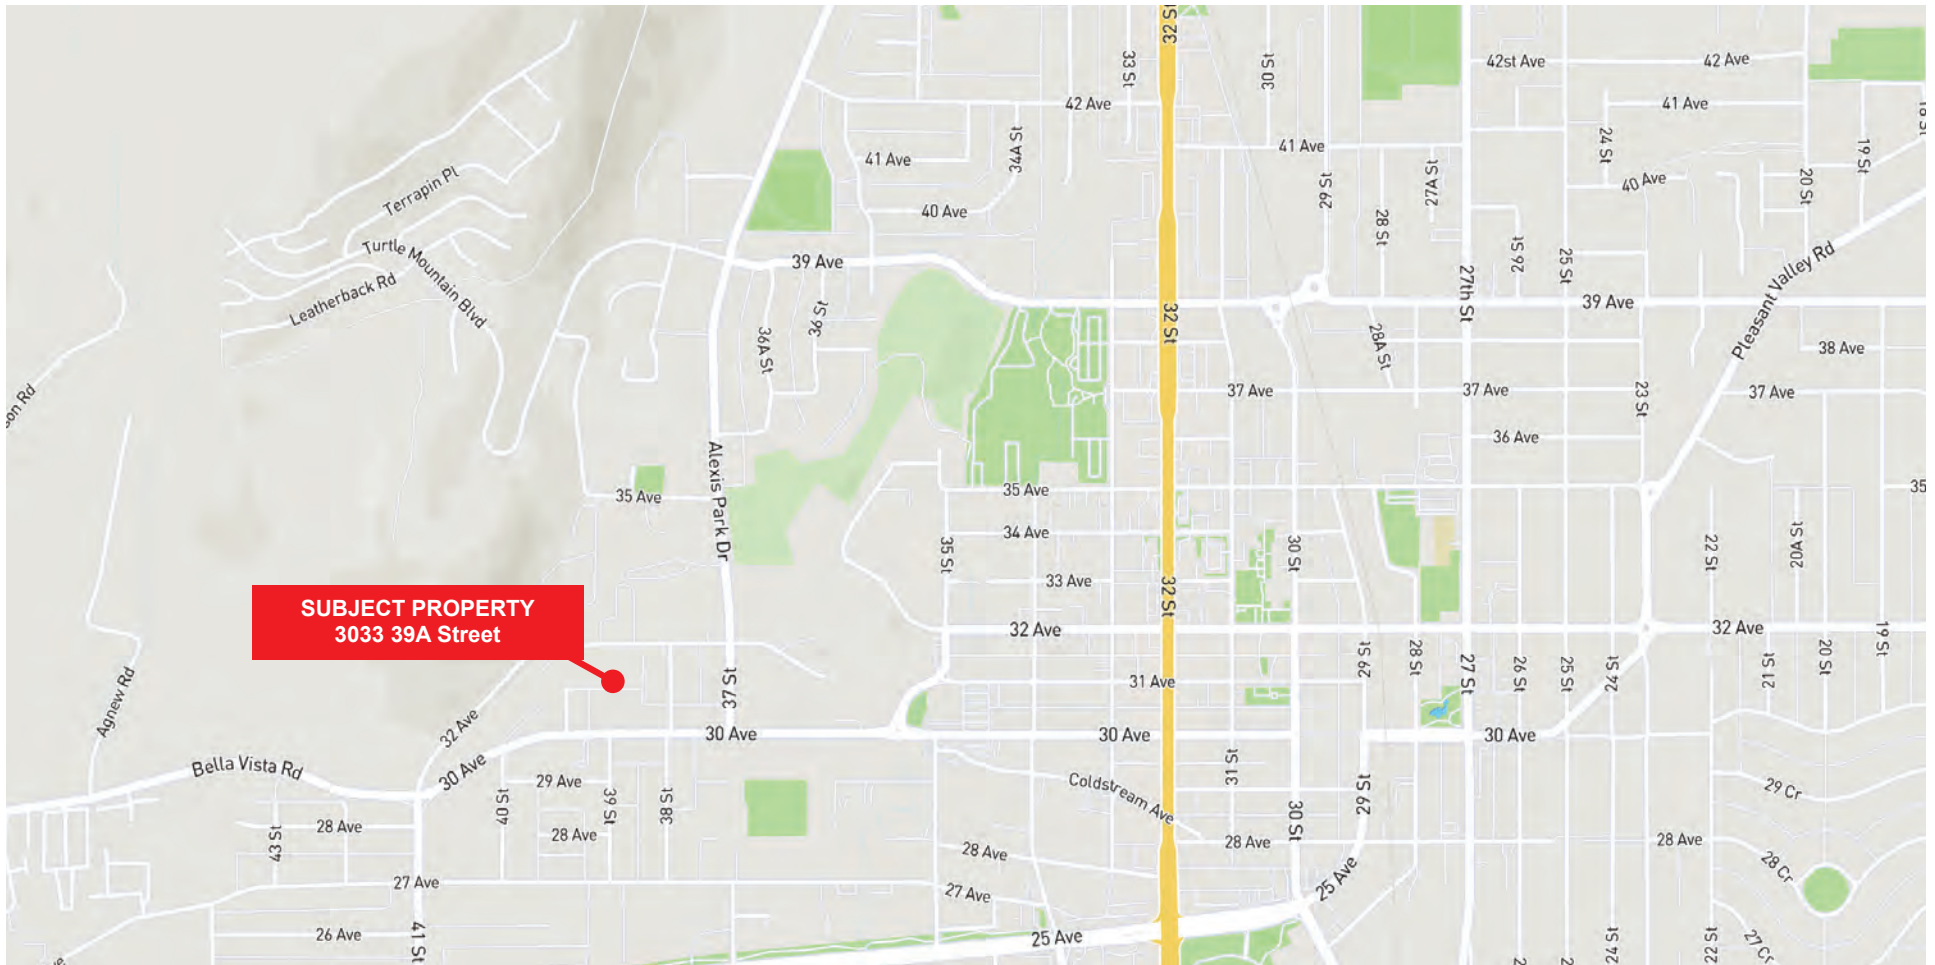 32 St
33 St
30 St
42st Ave
42 Ave
42 Ave
41 Ave
34A St
41 Ave
41 Ave
24 St
19 St
Terrapin Pl
29 St
27A St
40 Ave
20 St
40 Ave
28 St
Turtle Mountain Blvd
39 Ave
26 St
25 St
Pleasant Valley Rd
Leatherback Rd
27th St
39 Ave
36 St
32 St
36A St
28A St
38 Ave
son Rd
37 Ave
37 Ave
23 St
37 Ave
36 Ave
Alexis Park Dr
35 Ave
35 Ave
35
34 Ave
35 St
30 St
22 St
20A St
33 Ave
32 St
SUBJECT PROPERTY
3033 39A Street
32 Ave
32 Ave
19 St
29 St
28 St
27 St
26 St
25 St
24 St
21 St
20 St
Agnew Rd
37 St
31 Ave
32 Ave
30 Ave
30 Ave
30 Ave
Bella Vista Rd
30 Ave
29 Ave
31 St
Coldstream Ave
29 St
29 Cr
40 St
39 St
38 St
28 Ave
43 St
28 Ave
30 St
28 Ave
28 Ave
28 Ave
28 Cr
27 Ave
27 Ave
25 Ave
26 Ave
41 St
25 Ave
24 St
22 St
27 Cr